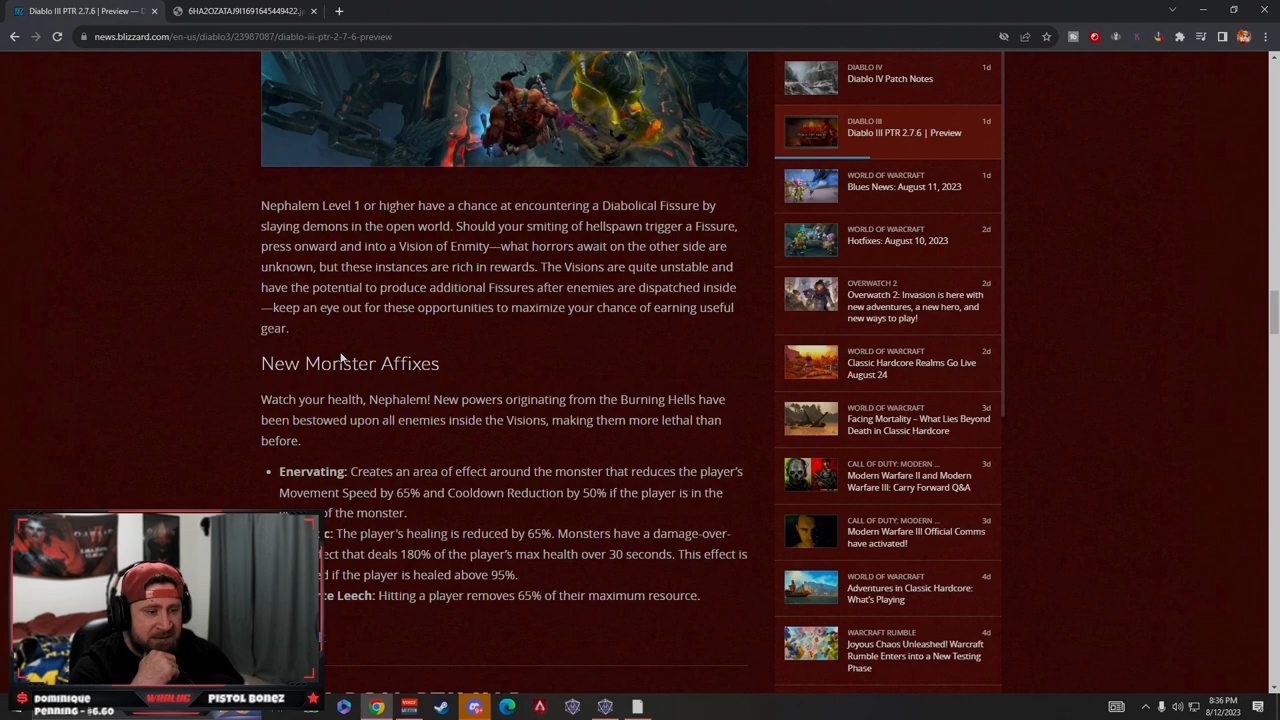 Diablo III PTR 2.7.6 | Preview —
6HA2OZATAJ9I1691645449422.j
news.blizzard.com/en-us/diablo3/23987087/diablo-iii-ptr-2-7-6-preview
Nephalem Level 1 or higher have a chance at encountering a Diabolical Fissure by
slaying demons in the open world. Should your smiting of hellspawn trigger a Fissure,
press onward and into a Vision of Enmity—what horrors await on the other side are
unknown, but these instances are rich in rewards. The Visions are quite unstable and
have the potential to produce additional Fissures after enemies are dispatched inside
—keep an eye out for these opportunities to maximize your chance of earning useful
gear.
New Monster Affixes
Watch your health, Nephalem! New powers originating from the Burning Hells have
been bestowed upon all enemies inside the Visions, making them more lethal than
before.
• Enervating: Creates an area of effect around the monster that reduces the player's
Movement Speed by 65% and Cooldown Reduction by 50% if the player is in the
of the monster.
The player's healing is reduced by 65%. Monsters have a damage-over-
that deals 180% of the player's max health over 30 seconds. This effect is
if the player is healed above 95%.
Leech: Hitting a player removes 65% of their maximum resource.
DIABLO IV 1d
Diablo IV Patch Notes
DIABLO III 1d
Diablo III PTR 2.7.6 | Preview
WORLD OF WARCRAFT 1d
Blues News: August 11, 2023
WORLD OF WARCRAFT 2d
Hotfixes: August 10, 2023
OVERWATCH 2 2d
Overwatch 2: Invasion is here with
new adventures, a new hero, and
new ways to play!
WORLD OF WARCRAFT 2d
Classic Hardcore Realms Go Live
August 24
WORLD OF WARCRAFT 3d
Facing Mortality – What Lies Beyond
Death in Classic Hardcore
CALL OF DUTY: MODERN ... 3d
Modern Warfare II and Modern
Warfare III: Carry Forward Q&A
CALL OF DUTY: MODERN ... 3d
Modern Warfare III Official Comms
have activated!
WORLD OF WARCRAFT 4d
Adventures in Classic Hardcore:
What's Playing
WARCRAFT RUMBLE 4d
Joyous Chaos Unleashed! Warcraft
Rumble Enters into a New Testing
Phase
DOMINIQUE
PENNING - $6.60
WARLUG
PISTOL BONEZ
8:36 PM
8/12/2023